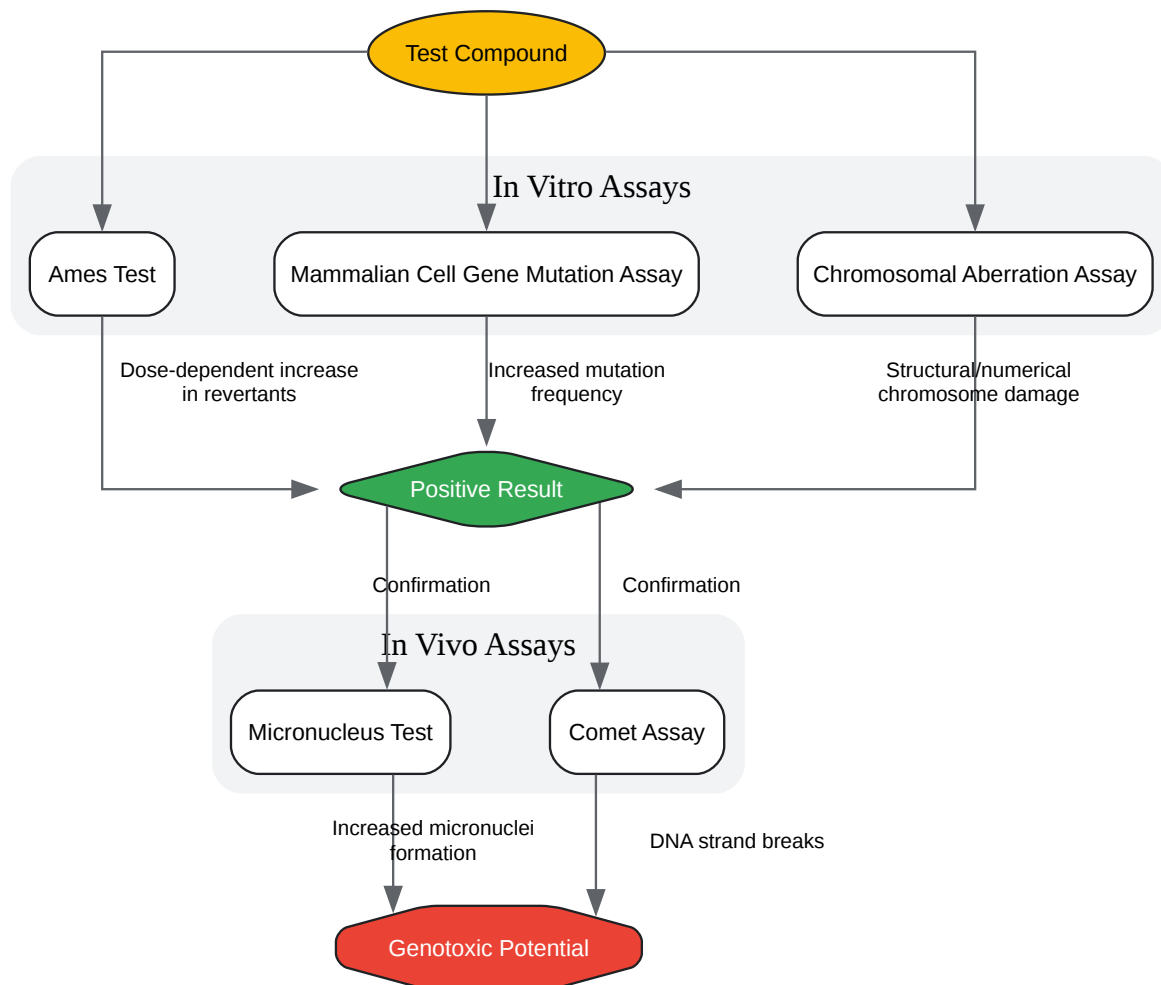 Test Compound
In Vitro Assays
Ames Test
Mammalian Cell Gene Mutation Assay
Chromosomal Aberration Assay
Dose-dependent increase
in revertants
Increased mutation
frequency
Structural/numerical
chromosome damage
Positive Result
Confirmation
Confirmation
In Vivo Assays
Micronucleus Test
Comet Assay
Increased micronuclei
formation
DNA strand breaks
Genotoxic Potential